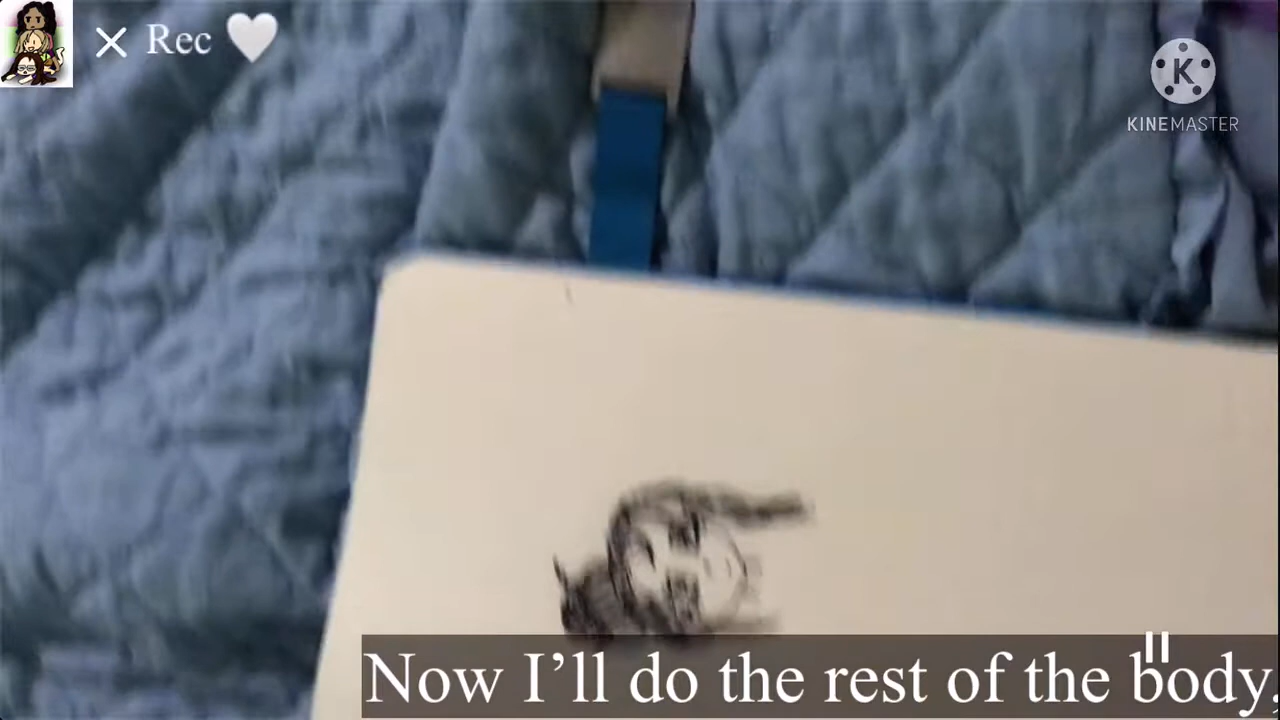 × Rec 🤍
K
KINEMASTER
Now I’ll do the rest of the body,